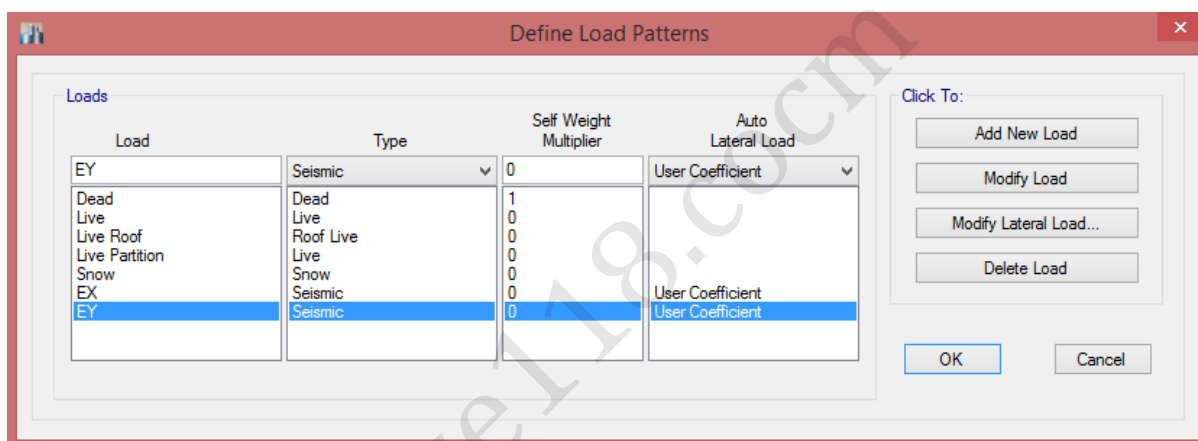 Define Load Patterns
Loads
Click To:
Load
Type
Self Weight
Multiplier
Auto
Lateral Load
EY Seismic 0 User Coefficient
Dead Dead 1
Live Live 0
Live Roof Roof Live 0
Live Partition Live 0
Snow Snow 0
EX Seismic 0 User Coefficient
EY Seismic 0 User Coefficient
Add New Load
Modify Load
Modify Lateral Load...
Delete Load
OK
Cancel
re118.cocm